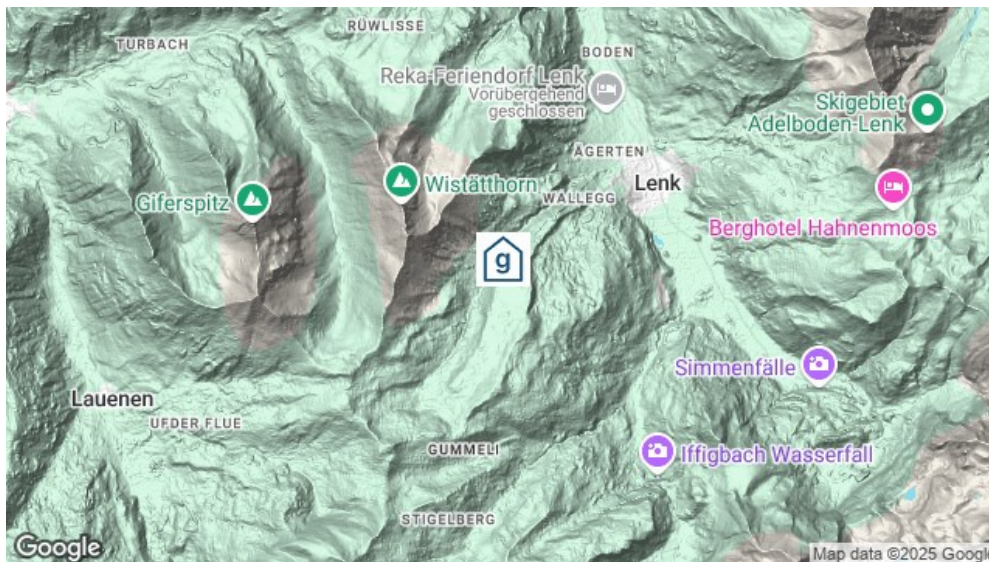 RÜWLISSE
TURBACH
BODEN
Reka-Feriendorf Lenk
Vorübergehend
geschlossen
Skigebiet
Adelboden-Lenk
ÄGERTEN
Lenk
Wistätthorn
WALLEGG
Giferspitz
Berghotel Hahnenmoos
g
Simmenfälle
Lauenen
UFDER FLUE
GUMMELI
Iffigbach Wasserfall
STIGELBERG
Google
Map data ©2025 Google